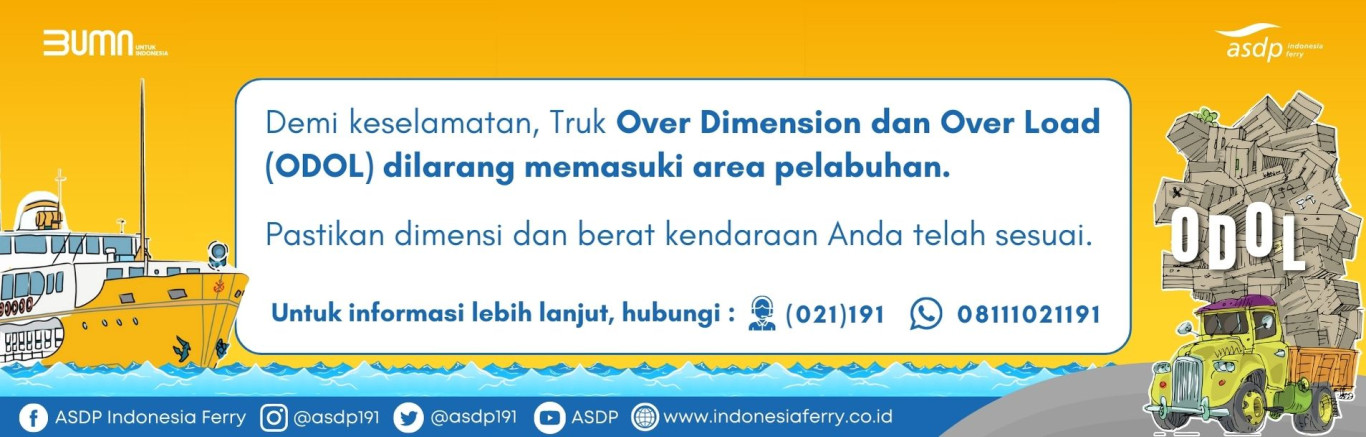 BUMN UNTUK INDONESIA
asdp indonesia ferry
Demi keselamatan, Truk Over Dimension dan Over Load
(ODOL) dilarang memasuki area pelabuhan.
Pastikan dimensi dan berat kendaraan Anda telah sesuai.
Untuk informasi lebih lanjut, hubungi : (021)191 08111021191
ODOL
ASDP Indonesia Ferry @asdp191 @asdp191 ASDP www.indonesiaferry.co.id